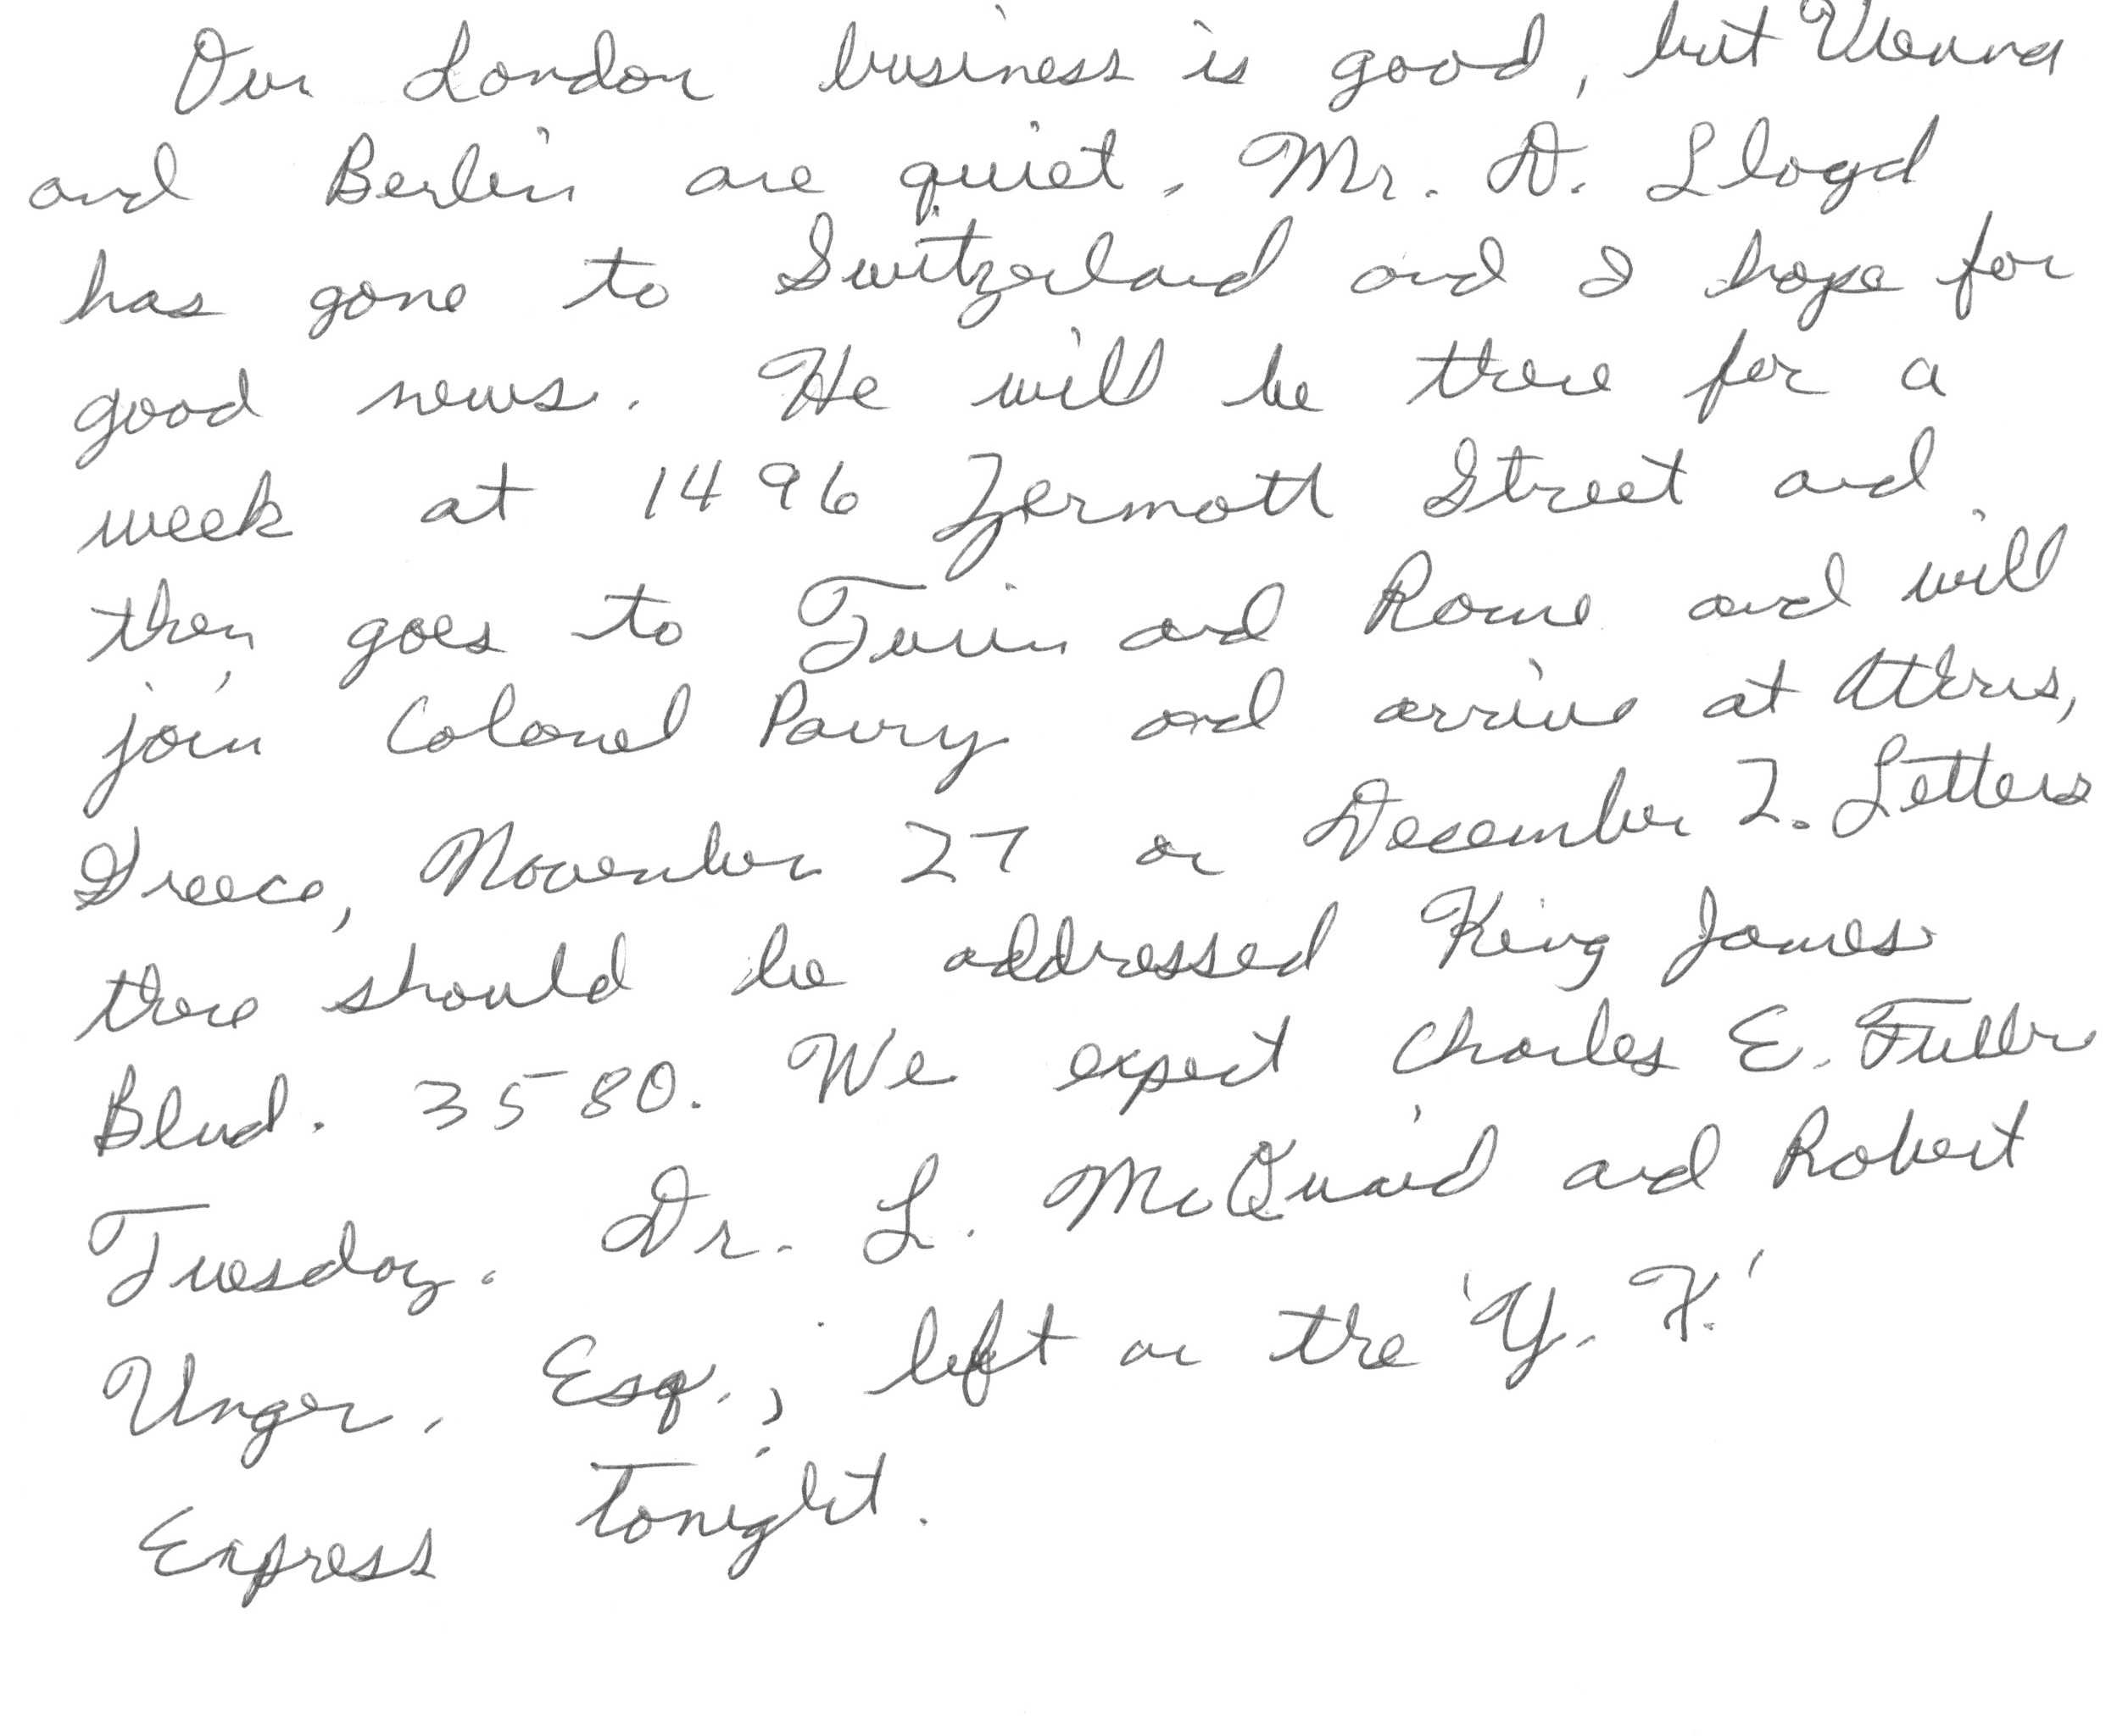 Our London business is good, but Vienna
and Berlin are quiet. Mr. D. Lloyd
has gone to Switzerland and I hope for
good news. He will be there for a
week at 1496 Zermott Street and
then goes to Turin and Rome and will
join Colonel Parry and arrive at Athens,
Greece, November 27 or December 2. Letters
there should be addressed King James
Blvd. 3580. We expect Charles E. Fuller
Tuesday. Dr. L. McQuaid and Robert
Unger, Esq., left on the 'Y. X.'
Express tonight.